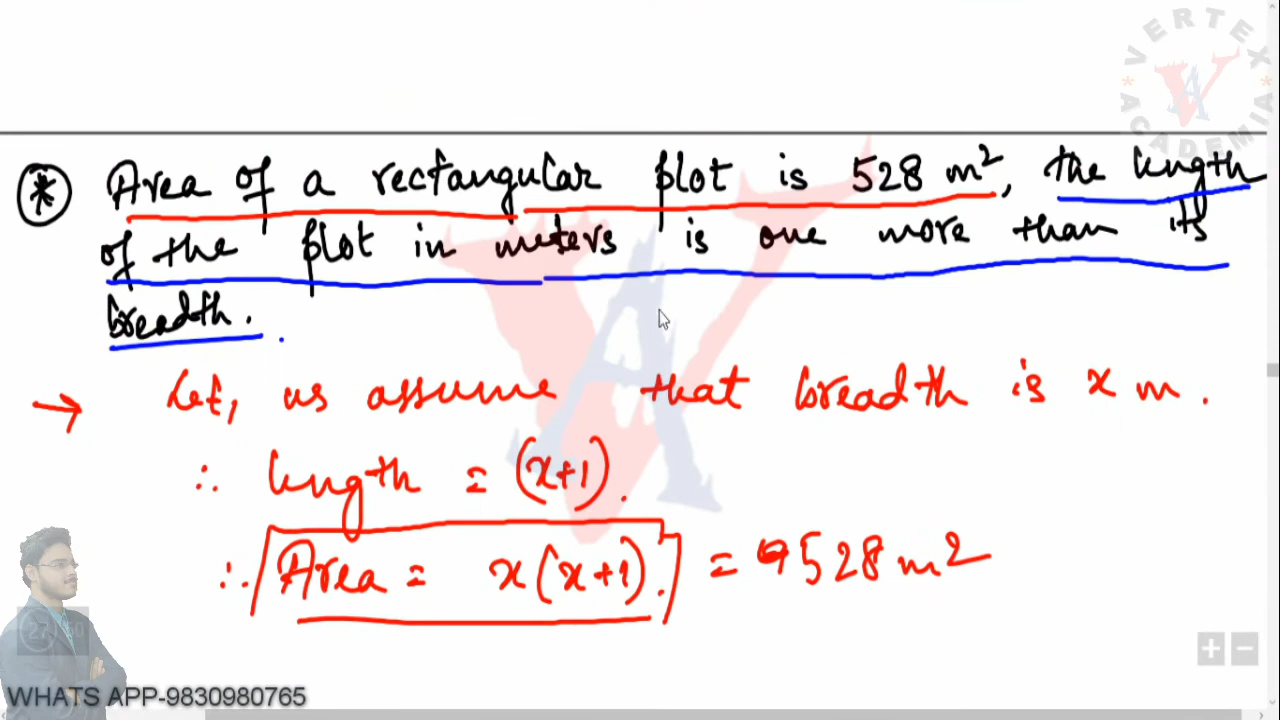 VERTEX
ACADEMIA
* Area of a rectangular plot is 528 m², the length
of the plot in meters is one more than its
breadth.
→ Let, us assume that breadth is x m.
∴ length = (x+1).
∴ Area = x(x+1). = 528 m²
WHATS APP-9830980765